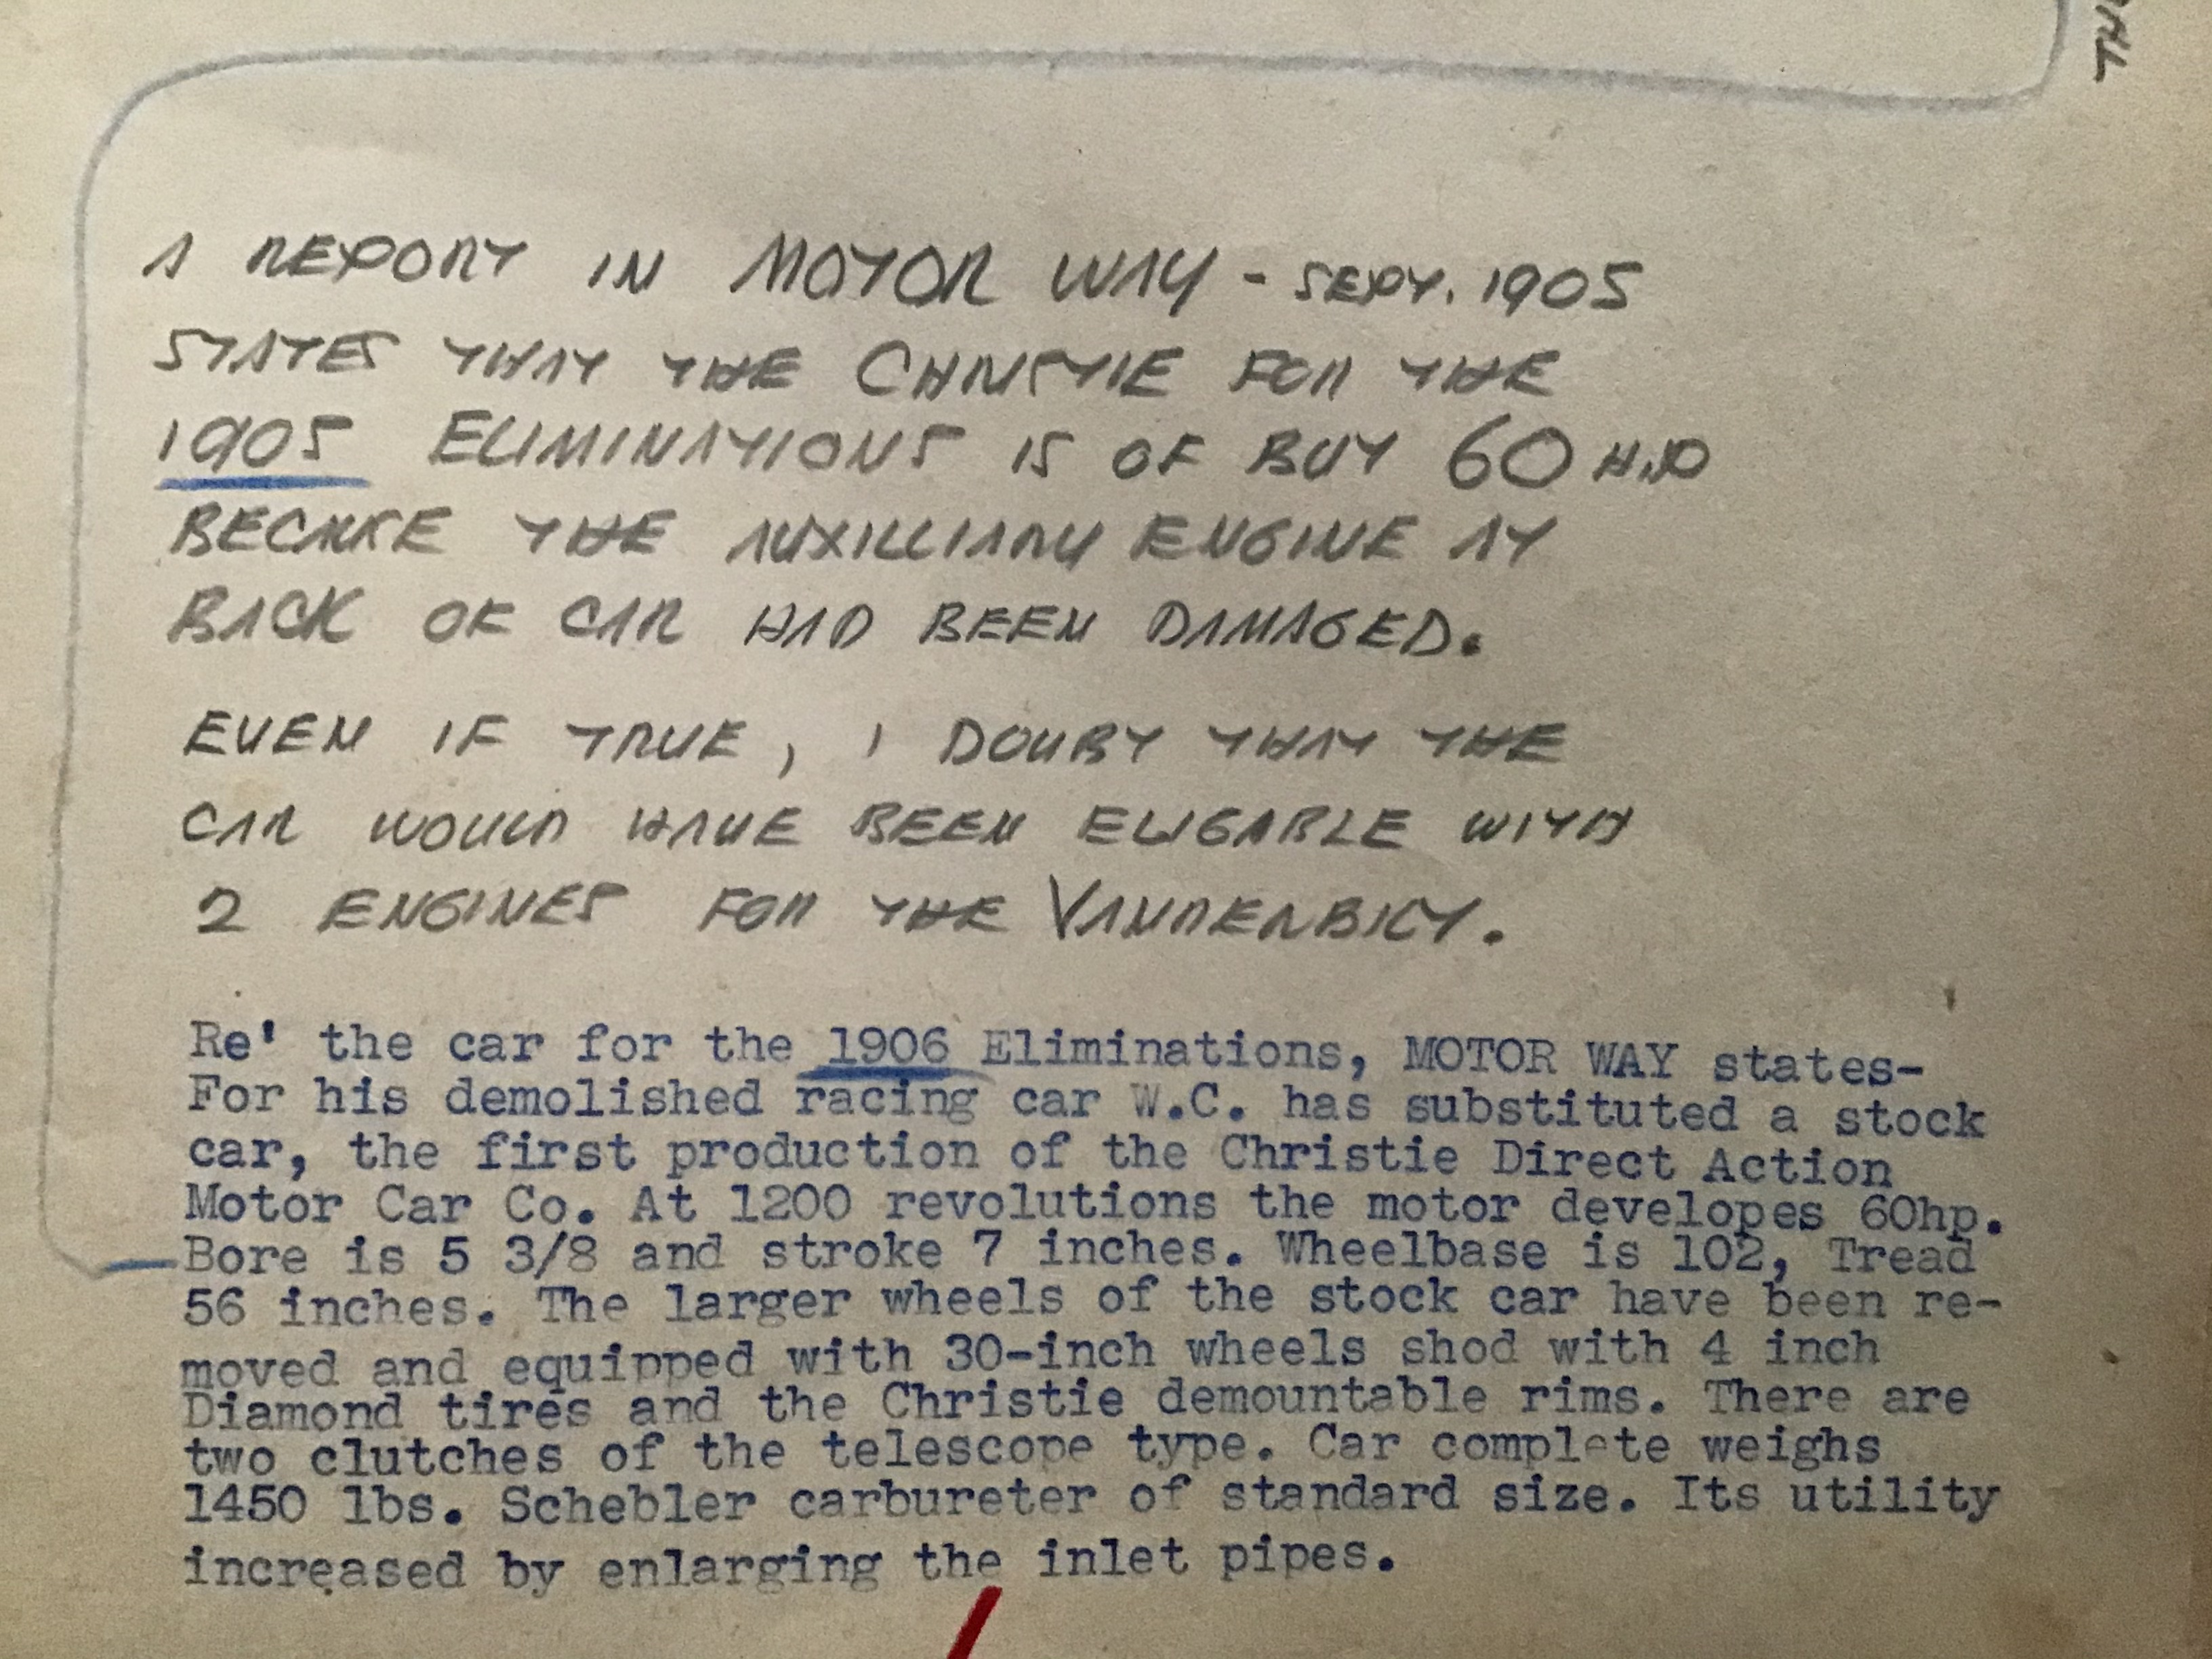 A REPORT IN MOTOR WAY - SEPT. 1905
STATES THAT THE CHRISTIE FOR THE
1905 ELIMINATIONS IS OF BUT 60 H.P
BECAUSE THE AUXILLIARY ENGINE AT
BACK OF CAR HAD BEEN DAMAGED.
EVEN IF TRUE, I DOUBT THAT THE
CAR WOULD HAVE BEEN ELIGABLE WITH
2 ENGINES FOR THE VANDERBILT.
Re' the car for the 1906 Eliminations, MOTOR WAY states-
For his demolished racing car W.C. has substituted a stock
car, the first production of the Christie Direct Action
Motor Car Co. At 1200 revolutions the motor developes 60hp.
Bore is 5 3/8 and stroke 7 inches. Wheelbase is 102, Tread
56 inches. The larger wheels of the stock car have been re-
moved and equipped with 30-inch wheels shod with 4 inch
Diamond tires and the Christie demountable rims. There are
two clutches of the telescope type. Car complete weighs
1450 lbs. Schebler carbureter of standard size. Its utility
increased by enlarging the inlet pipes.